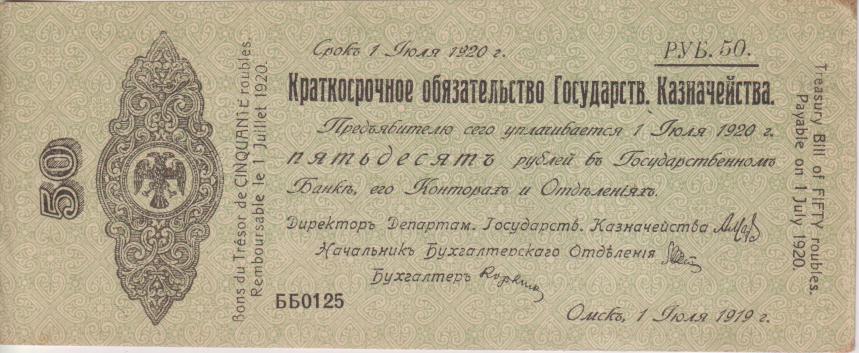 50
Bons du Trésor de CINQUANTE roubles.
Remboursable le 1 Juillet 1920.
Срокъ 1 Іюля 1920 г.
РУБ. 50.
Краткосрочное обязательство Государств. Казначейства.
Предъявителю сего уплачивается 1 Іюля 1920 г.
пятьдесятъ рублей въ Государственномъ
Банкѣ, его Конторахъ и Отдѣленіяхъ.
Директоръ Департам. Государств. Казначейства
Начальникъ Бухгалтерскаго Отдѣленія
Бухгалтеръ
ББ0125
Омскъ, 1 Іюля 1919 г.
Treasury Bill of FIFTY roubles.
Payable on 1 July 1920.